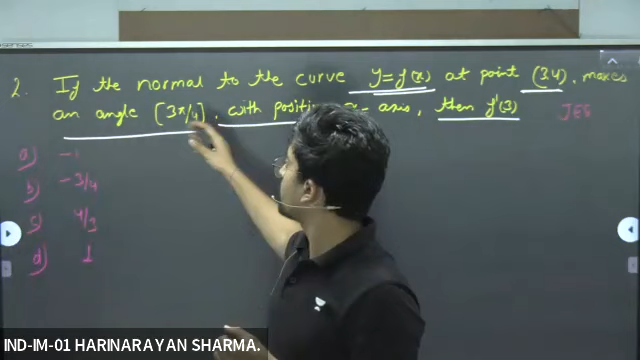 2. If the normal to the curve y=f(x) at point (3,4). makes
an angle [3π/4], with positive x- axis, then f'(3) JEE
a) -1
b) -3/4
c) 4/3
d) 1
IND-IM-01 HARINARAYAN SHARMA.